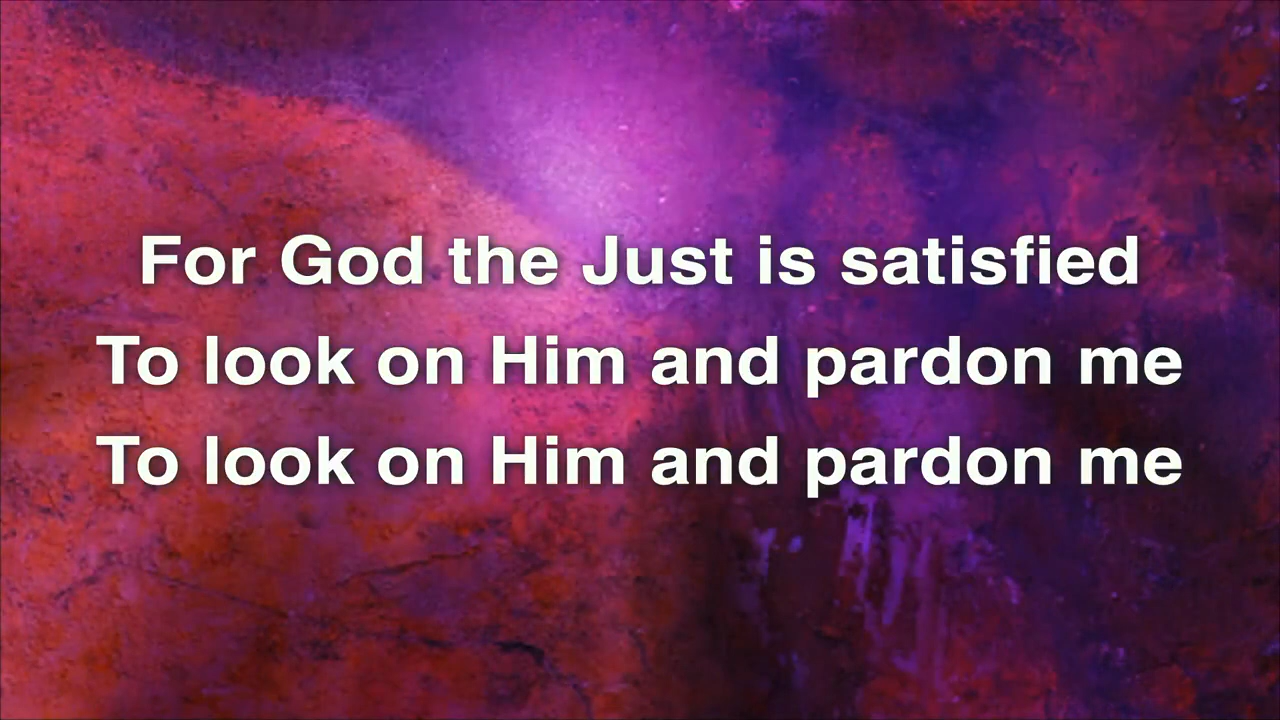 For God the Just is satisfied
To look on Him and pardon me
To look on Him and pardon me